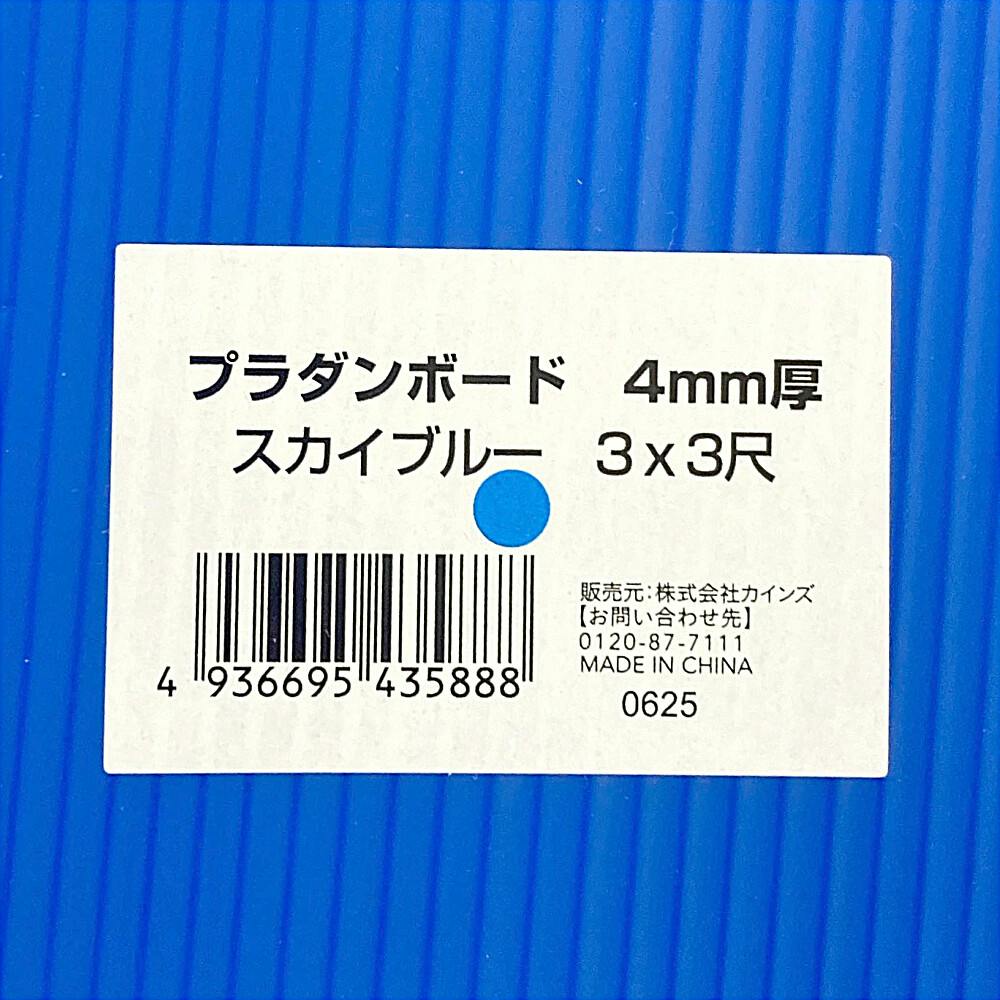 プラダンボード　4mm厚
スカイブルー　3x3尺
4 936695 435888
販売元:株式会社カインズ
【お問い合わせ先】
0120-87-7111
MADE IN CHINA
0625